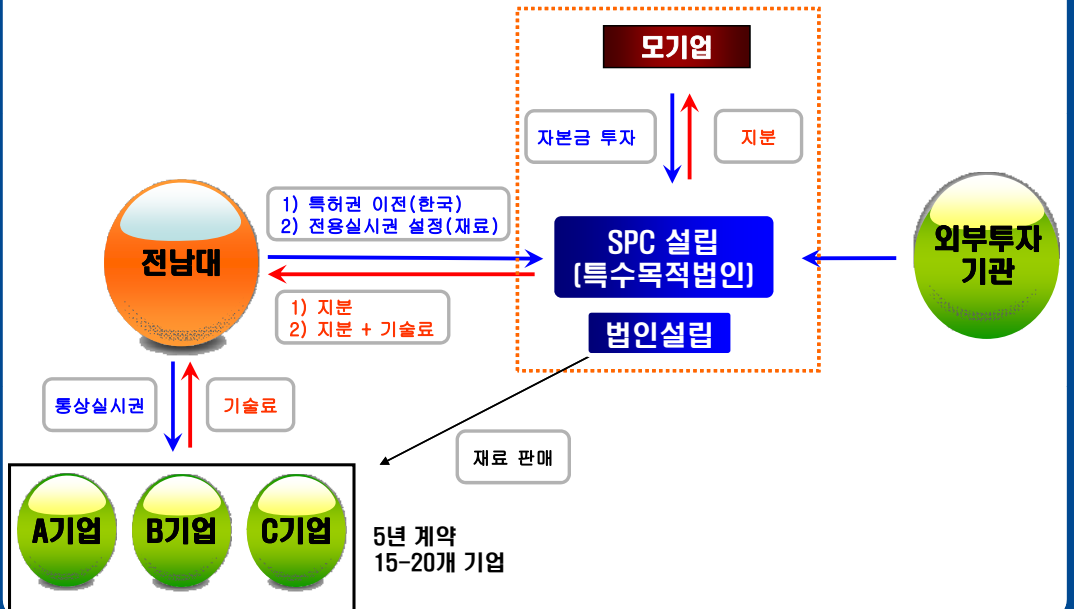 모기업
자본금 투자
지분
1) 특허권 이전(한국)
2) 전용실시권 설정(재료)
전남대
SPC 설립
(특수목적법인)
외부투자
기관
1) 지분
2) 지분 + 기술료
법인설립
통상실시권
기술료
재료 판매
A기업
B기업
C기업
5년 계약
15-20개 기업